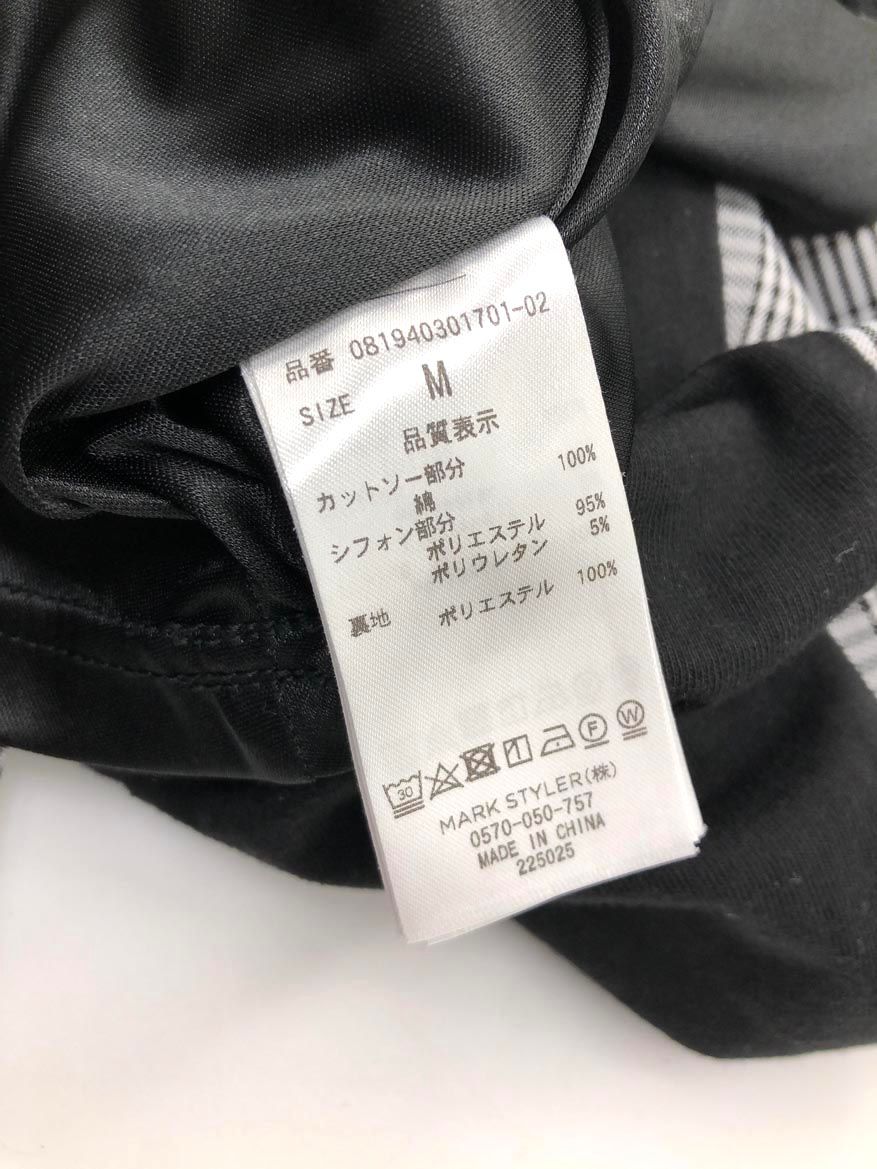 品番 081940301701-02
SIZE M
品質表示
カットソー部分
綿 100%
シフォン部分
ポリエステル 95%
ポリウレタン 5%
裏地 ポリエステル 100%
30 F W
MARK STYLER(株)
0570-050-757
MADE IN CHINA
225025